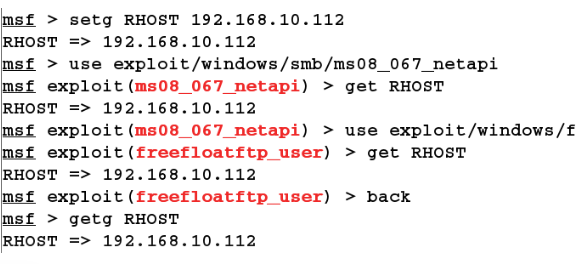 msf > setg RHOST 192.168.10.112
RHOST => 192.168.10.112
msf > use exploit/windows/smb/ms08_067_netapi
msf exploit(ms08_067_netapi) > get RHOST
RHOST => 192.168.10.112
msf exploit(ms08_067_netapi) > use exploit/windows/f
msf exploit(freefloatftp_user) > get RHOST
RHOST => 192.168.10.112
msf exploit(freefloatftp_user) > back
msf > getg RHOST
RHOST => 192.168.10.112